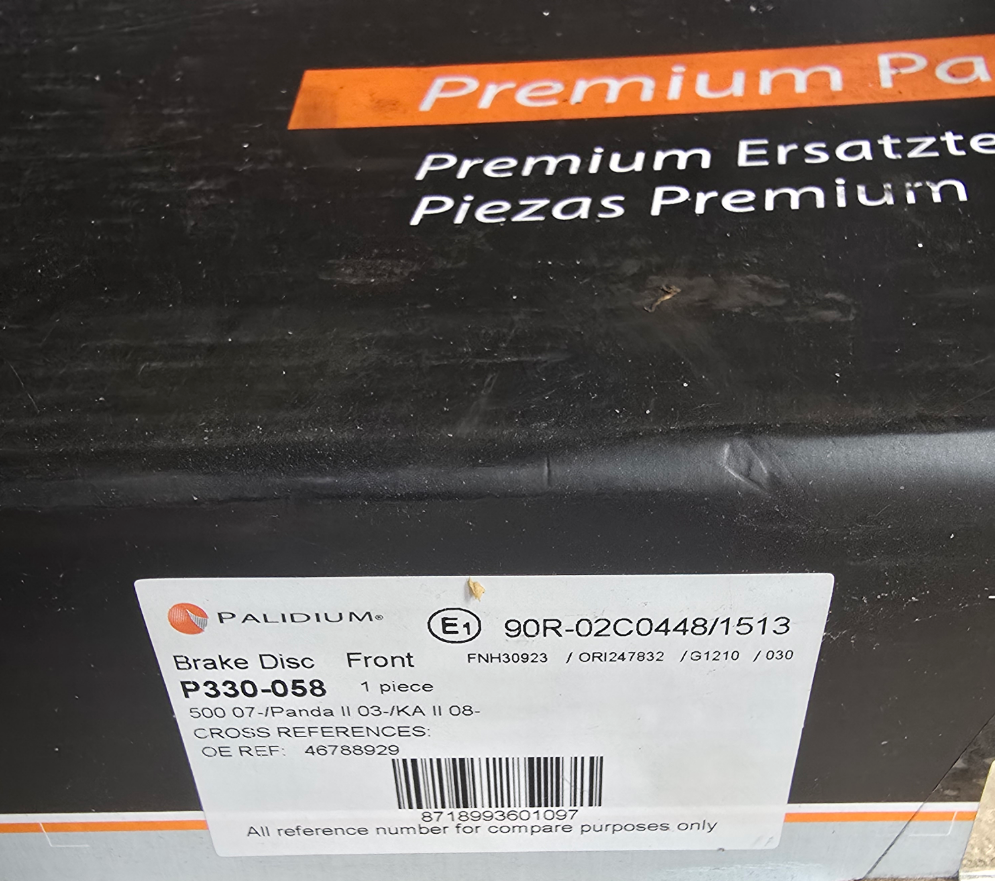 Premium Pa
Premium Ersatzte
Piezas Premium
PALIDIUM®
E1 90R-02C0448/1513
Brake Disc Front FNH30923 / ORI247832 /G1210 /030
P330-058 1 piece
500 07-/Panda II 03-/KA II 08-
CROSS REFERENCES:
OE REF: 46788929
8718993601097
All reference number for compare purposes only